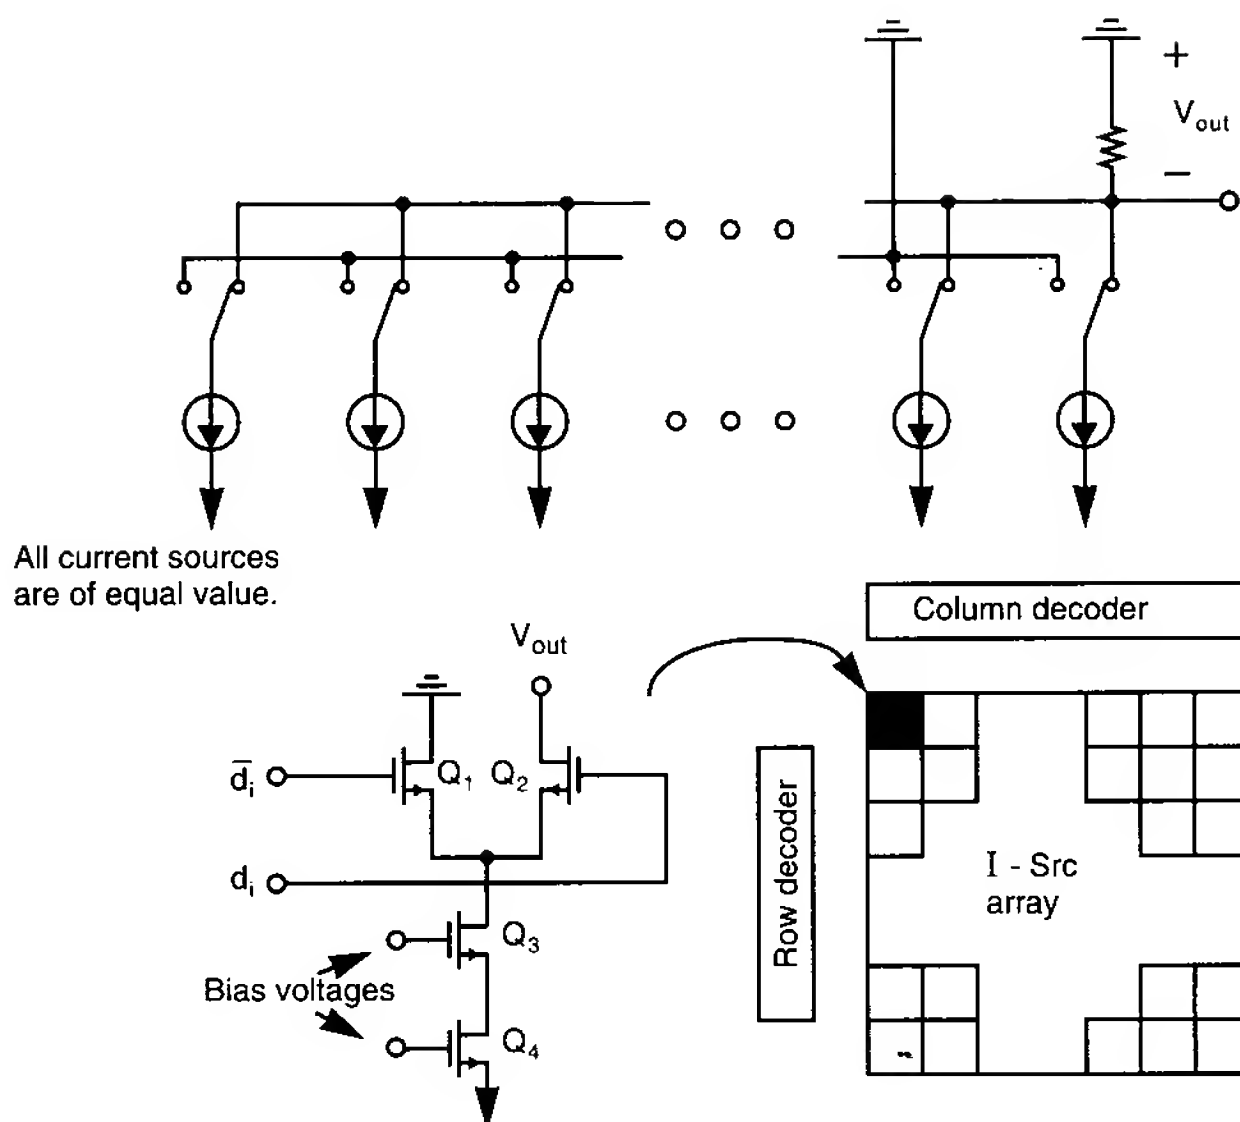 +
V_out
−
All current sources
are of equal value.
Column decoder
V_out
d̅_i
Q_1
Q_2
Row decoder
d_i
I - Src
array
Q_3
Bias voltages
Q_4